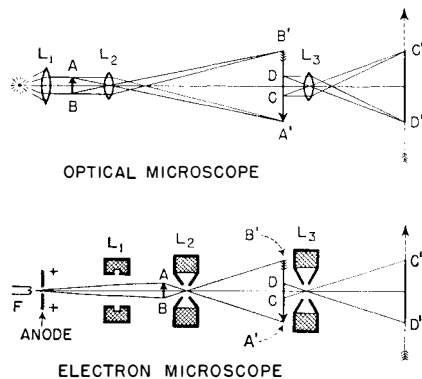 L1 A L2 B' D L3 C'
B C
A' D'
OPTICAL MICROSCOPE
L1 L2 B' L3
+ A D C'
F B C
+ A' D'
ANODE
ELECTRON MICROSCOPE